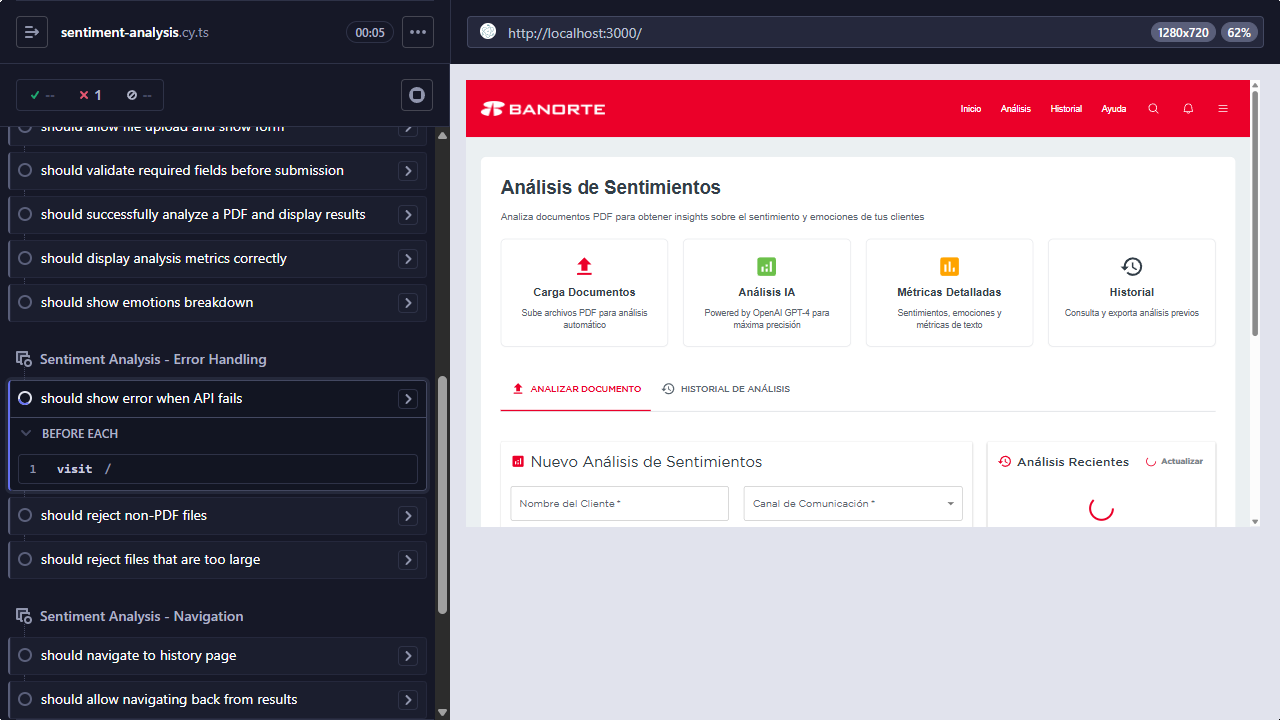 sentiment-analysis.cy.ts
00:05
http://localhost:3000/
1280x720
62%
--
1
--
should allow file upload and show form
should validate required fields before submission
should successfully analyze a PDF and display results
should display analysis metrics correctly
should show emotions breakdown
Sentiment Analysis - Error Handling
should show error when API fails
BEFORE EACH
1 visit /
should reject non-PDF files
should reject files that are too large
Sentiment Analysis - Navigation
should navigate to history page
should allow navigating back from results
BANORTE
Inicio
Análisis
Historial
Ayuda
Análisis de Sentimientos
Analiza documentos PDF para obtener insights sobre el sentimiento y emociones de tus clientes
Carga Documentos
Sube archivos PDF para análisis
automático
Análisis IA
Powered by OpenAI GPT-4 para
máxima precisión
Métricas Detalladas
Sentimientos, emociones y
métricas de texto
Historial
Consulta y exporta análisis previos
ANALIZAR DOCUMENTO
HISTORIAL DE ANÁLISIS
Nuevo Análisis de Sentimientos
Nombre del Cliente *
Canal de Comunicación *
Análisis Recientes
Actualizar